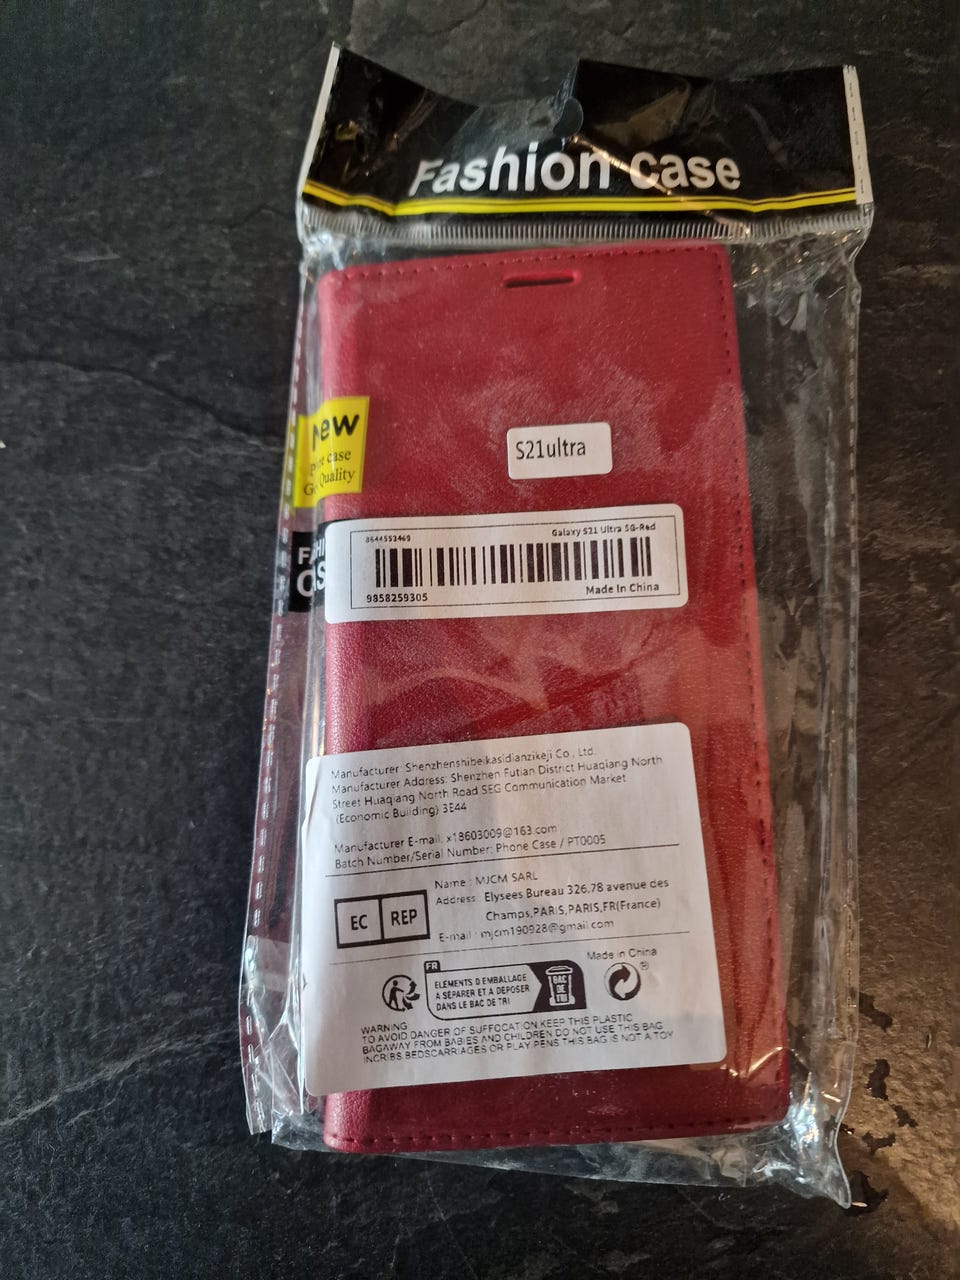 Fashion case
New
case
Quality
S21ultra
8644553469
Galaxy S21 Ultra 5G-Red
9858259305
Made In China
Manufacturer: Shenzhenshibeikasidianzikeji Co., Ltd.
Manufacturer Address: Shenzhen Futian District Huaqiang North
Street Huaqiang North Road SEG Communication Market
(Economic Building) 3E44
Manufacturer E-mail: x18603009@163.com
Batch Number/Serial Number: Phone Case / PT0005
EC REP
Name : MJCM SARL
Address : Elysees Bureau 326,78 avenue des
Champs,PARIS,PARIS,FR(France)
E-mail : mjcm190928@gmail.com
Made in China
FR
ELEMENTS D EMBALLAGE
A SÉPARER ET A DÉPOSER
DANS LE BAC DE TRI
BAC
DE
TRI
®
WARNING
TO AVOID DANGER OF SUFFOCATION KEEP THIS PLASTIC
BAGAWAY FROM BABIES AND CHILDREN DO NOT USE THIS BAG
INCRIBS BEDSCARRIAGES OR PLAY PENS THIS BAG IS NOT A TOY